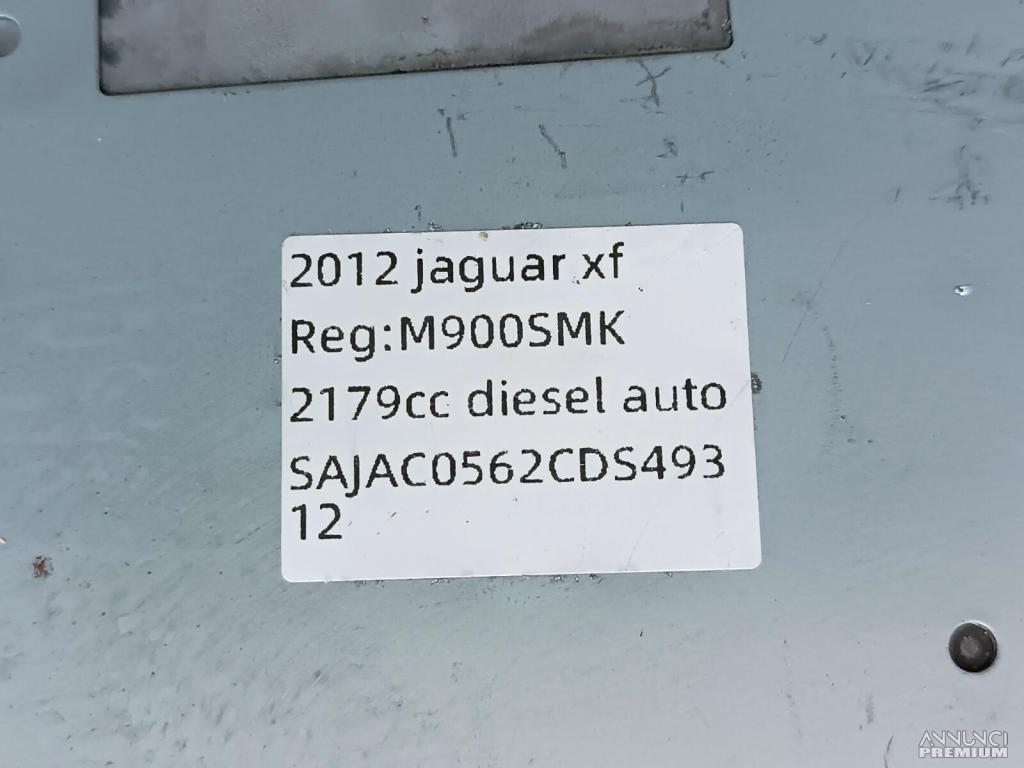 2012 jaguar xf
Reg:M900SMK
2179cc diesel auto
SAJAC0562CDS493
12
ANNUNCI
PREMIUM